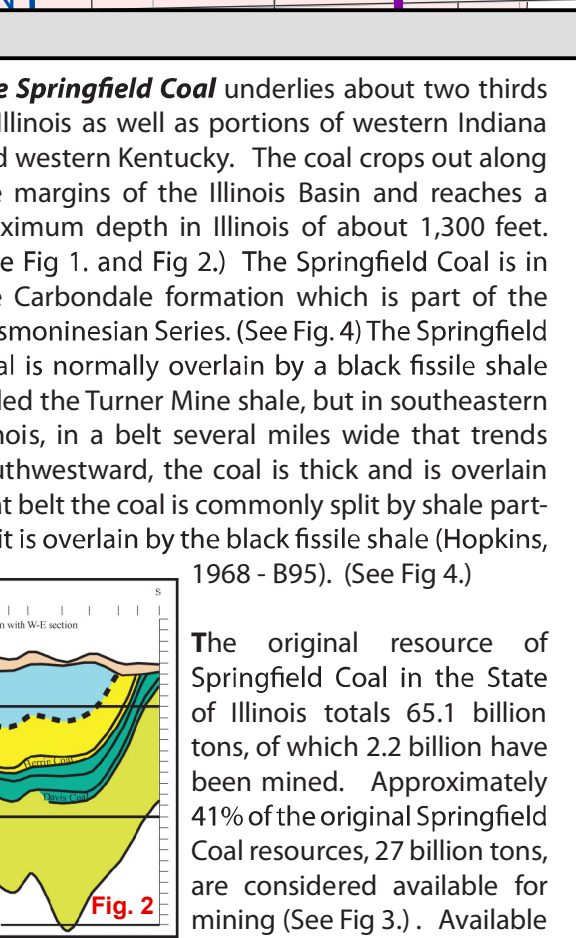 e Springfield Coal underlies about two thirds
Illinois as well as portions of western Indiana
d western Kentucky. The coal crops out along
e margins of the Illinois Basin and reaches a
ximum depth in Illinois of about 1,300 feet.
e Fig 1. and Fig 2.) The Springfield Coal is in
e Carbondale formation which is part of the
smoninesian Series. (See Fig. 4) The Springfield
al is normally overlain by a black fissile shale
led the Turner Mine shale, but in southeastern
nois, in a belt several miles wide that trends
uthwestward, the coal is thick and is overlain
at belt the coal is commonly split by shale part-
it is overlain by the black fissile shale (Hopkins,
1968 - B95). (See Fig 4.)
S
n with W-E section
Herrin Coal
Davis Coal
Fig. 2
The original resource of
Springfield Coal in the State
of Illinois totals 65.1 billion
tons, of which 2.2 billion have
been mined. Approximately
41% of the original Springfield
Coal resources, 27 billion tons,
are considered available for
mining (See Fig 3.) . Available